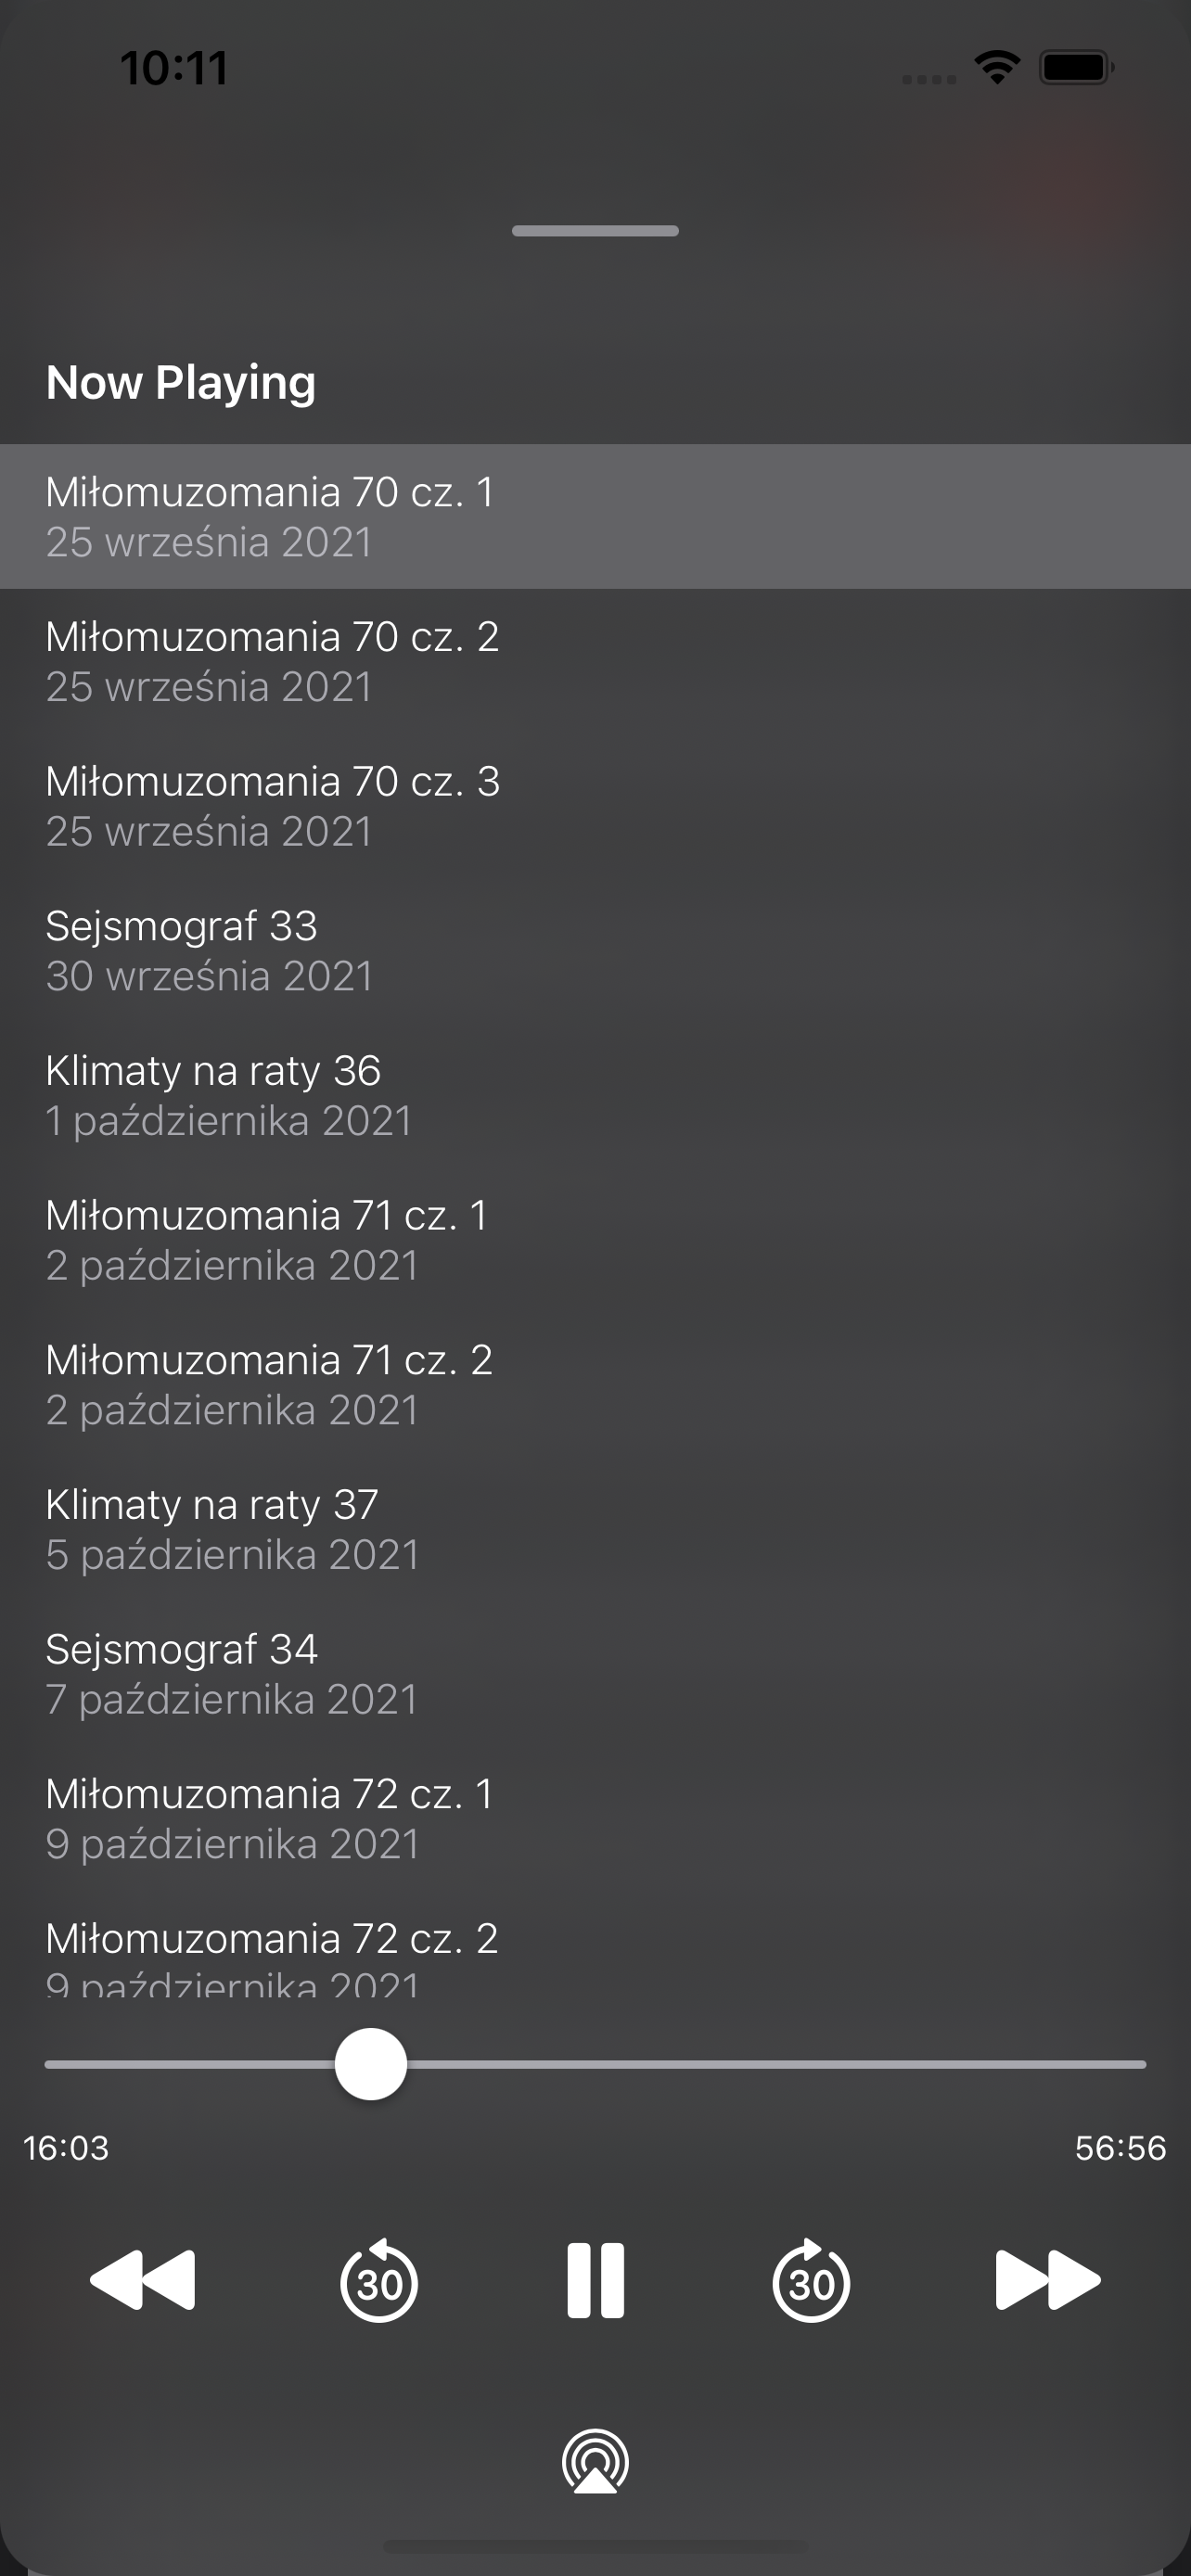 10:11
Now Playing
Miłomuzomania 70 cz. 1
25 września 2021
Miłomuzomania 70 cz. 2
25 września 2021
Miłomuzomania 70 cz. 3
25 września 2021
Sejsmograf 33
30 września 2021
Klimaty na raty 36
1 października 2021
Miłomuzomania 71 cz. 1
2 października 2021
Miłomuzomania 71 cz. 2
2 października 2021
Klimaty na raty 37
5 października 2021
Sejsmograf 34
7 października 2021
Miłomuzomania 72 cz. 1
9 października 2021
Miłomuzomania 72 cz. 2
9 października 2021
16:03 56:56
30 30